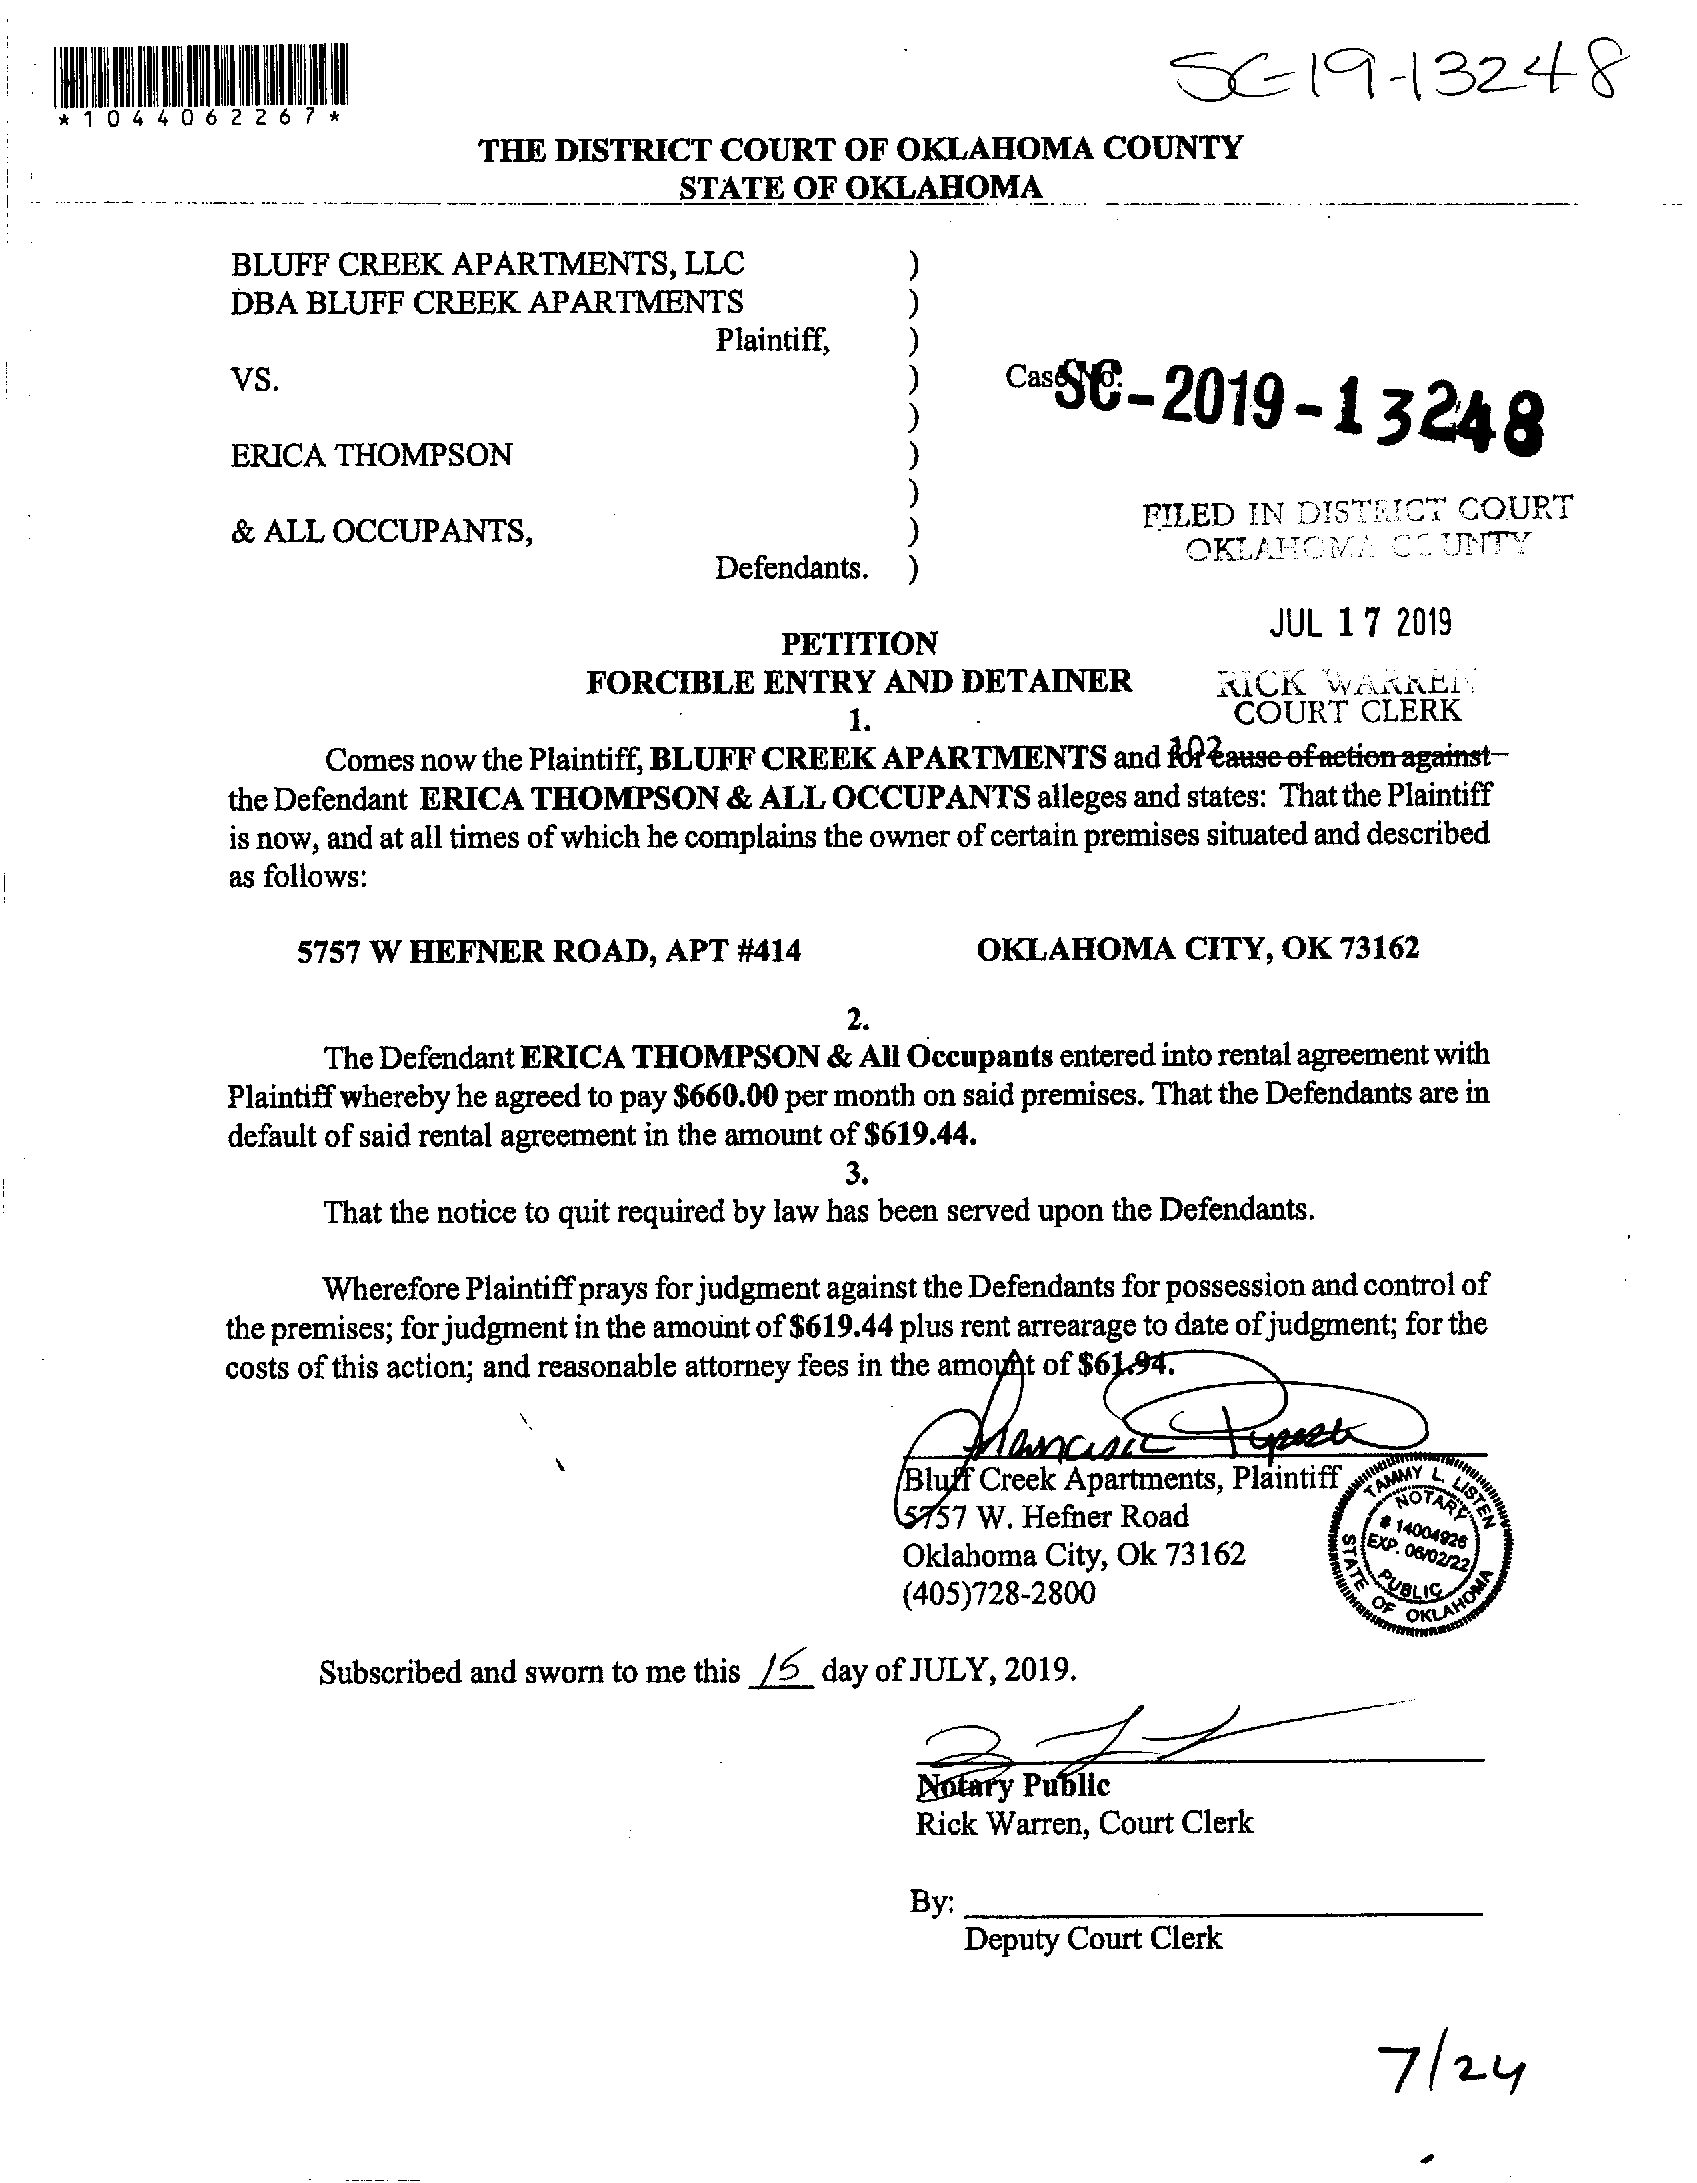 SC-19-13248
*1044062267*
THE DISTRICT COURT OF OKLAHOMA COUNTY
STATE OF OKLAHOMA
BLUFF CREEK APARTMENTS, LLC )
DBA BLUFF CREEK APARTMENTS )
Plaintiff, )
VS. ) Case No. SC-2019-13248
)
ERICA THOMPSON )
)
& ALL OCCUPANTS, )
Defendants. )
FILED IN DISTRICT COURT
OKLAHOMA COUNTY
JUL 17 2019
RICK WARREN
COURT CLERK
PETITION
FORCIBLE ENTRY AND DETAINER
1.
Comes now the Plaintiff, BLUFF CREEK APARTMENTS and for cause of action against
102
the Defendant ERICA THOMPSON & ALL OCCUPANTS alleges and states: That the Plaintiff
is now, and at all times of which he complains the owner of certain premises situated and described
as follows:
5757 W HEFNER ROAD, APT #414 OKLAHOMA CITY, OK 73162
2.
The Defendant ERICA THOMPSON & All Occupants entered into rental agreement with
Plaintiff whereby he agreed to pay $660.00 per month on said premises. That the Defendants are in
default of said rental agreement in the amount of $619.44.
3.
That the notice to quit required by law has been served upon the Defendants.
Wherefore Plaintiff prays for judgment against the Defendants for possession and control of
the premises; for judgment in the amount of $619.44 plus rent arrearage to date of judgment; for the
costs of this action; and reasonable attorney fees in the amount of $61.94.
Bluff Creek Apartments, Plaintiff
5757 W. Hefner Road
Oklahoma City, Ok 73162
(405)728-2800
TAMMY L. LISTEN
NOTARY
# 14004926
EXP. 06/02/22
PUBLIC
STATE OF OKLAHOMA
Subscribed and sworn to me this 15 day of JULY, 2019.
Notary Public
Rick Warren, Court Clerk
By:
Deputy Court Clerk
7/24